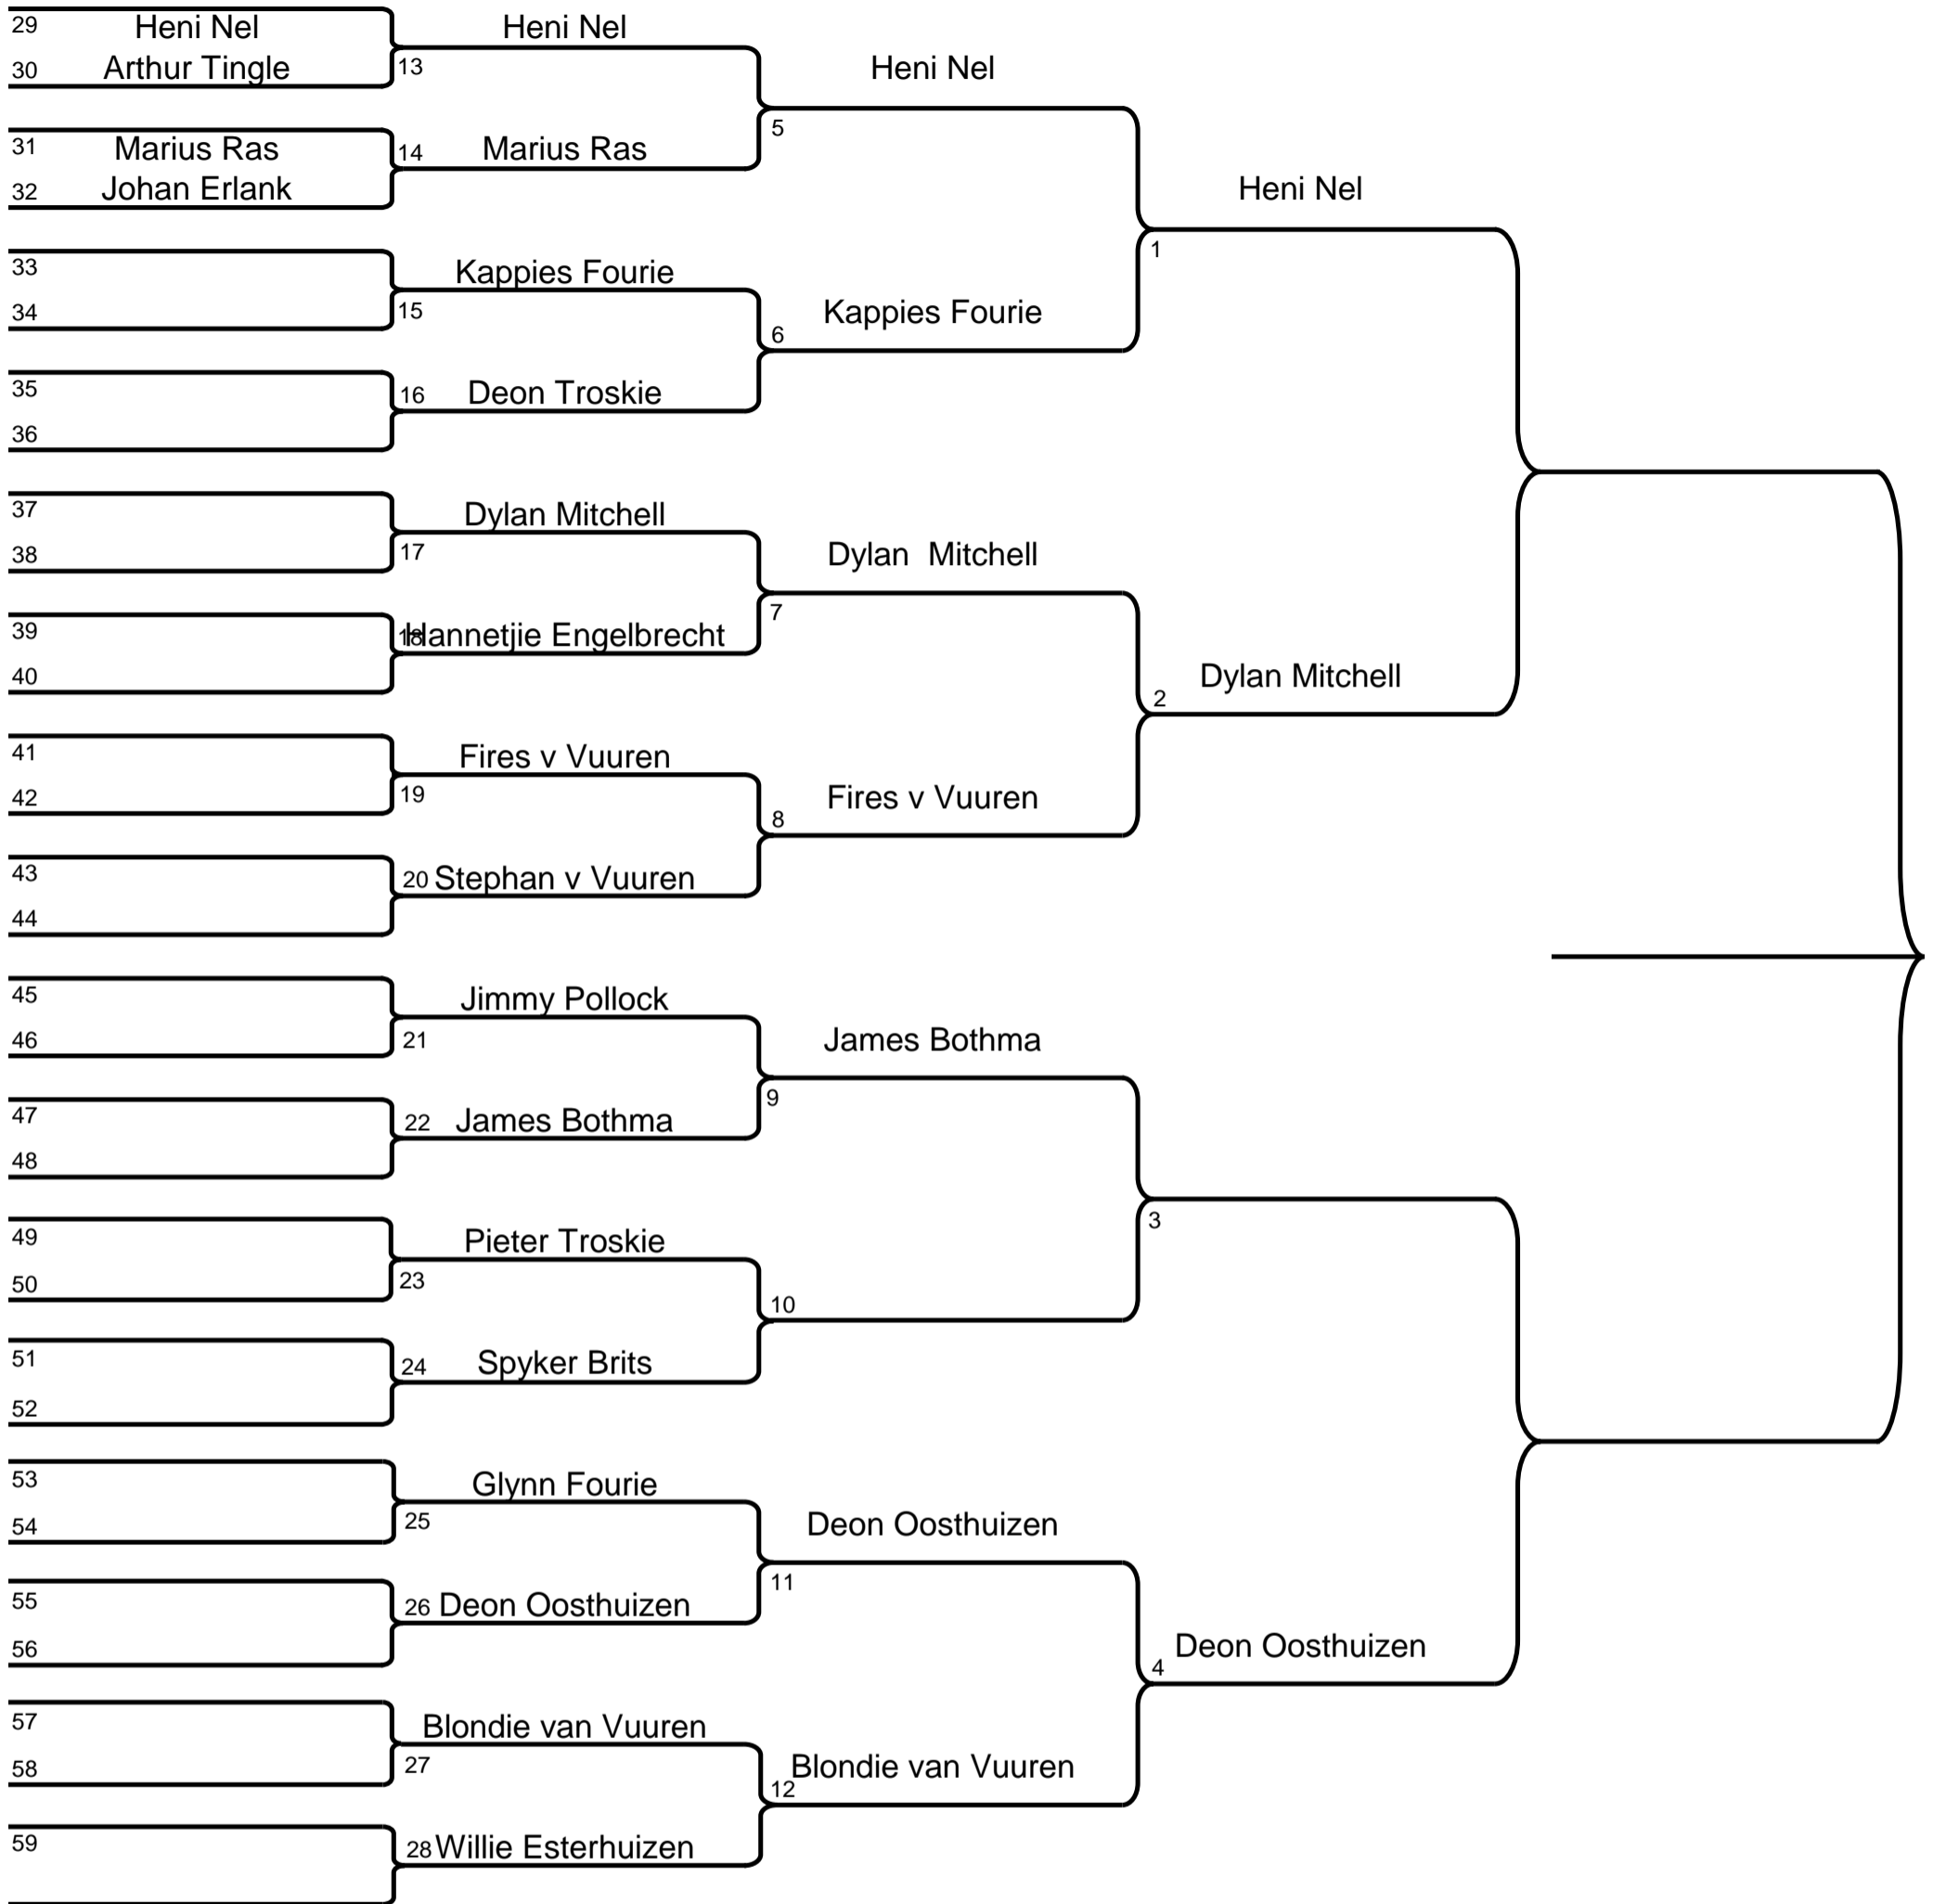 29 Heni Nel
30 Arthur Tingle
31 Marius Ras
32 Johan Erlank
33
34
35
36
37
38
39
40
41
42
43
44
45
46
47
48
49
50
51
52
53
54
55
56
57
58
59
Heni Nel
13
14 Marius Ras
Kappies Fourie
15
16 Deon Troskie
Dylan Mitchell
17
18 Hannetjie Engelbrecht
Fires v Vuuren
19
20 Stephan v Vuuren
Jimmy Pollock
21
22 James Bothma
Pieter Troskie
23
24 Spyker Brits
Glynn Fourie
25
26 Deon Oosthuizen
Blondie van Vuuren
27
28 Willie Esterhuizen
Heni Nel
5
6 Kappies Fourie
Dylan  Mitchell
7
8 Fires v Vuuren
James Bothma
9
10
Deon Oosthuizen
11
12 Blondie van Vuuren
Heni Nel
1
2 Dylan Mitchell
3
4 Deon Oosthuizen